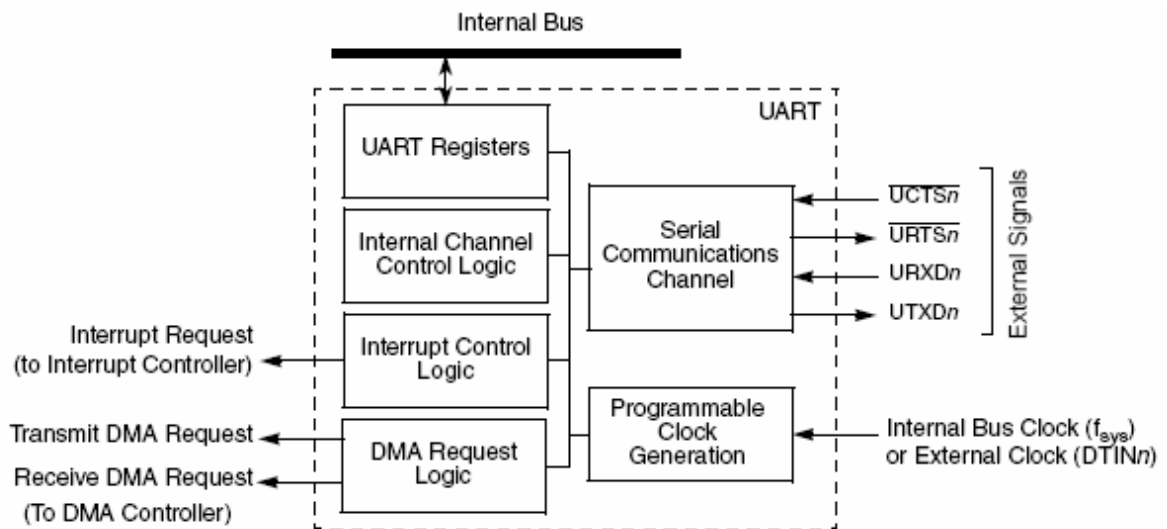 Internal Bus
UART
UART Registers
Internal Channel
Control Logic
Interrupt Control
Logic
DMA Request
Logic
Serial
Communications
Channel
Programmable
Clock
Generation
UCTSn
URTSn
URXDn
UTXDn
External Signals
Interrupt Request
(to Interrupt Controller)
Transmit DMA Request
Receive DMA Request
(To DMA Controller)
Internal Bus Clock (fsys)
or External Clock (DTINn)